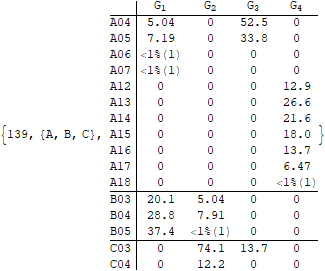 G1 G2 G3 G4
A04 5.04 0 52.5 0
A05 7.19 0 33.8 0
A06 <1%(1) 0 0 0
A07 <1%(1) 0 0 0
A12 0 0 0 12.9
A13 0 0 0 26.6
A14 0 0 0 21.6
{139, {A, B, C}, A15 0 0 0 18.0 }
A16 0 0 0 13.7
A17 0 0 0 6.47
A18 0 0 0 <1%(1)
B03 20.1 5.04 0 0
B04 28.8 7.91 0 0
B05 37.4 <1%(1) 0 0
C03 0 74.1 13.7 0
C04 0 12.2 0 0